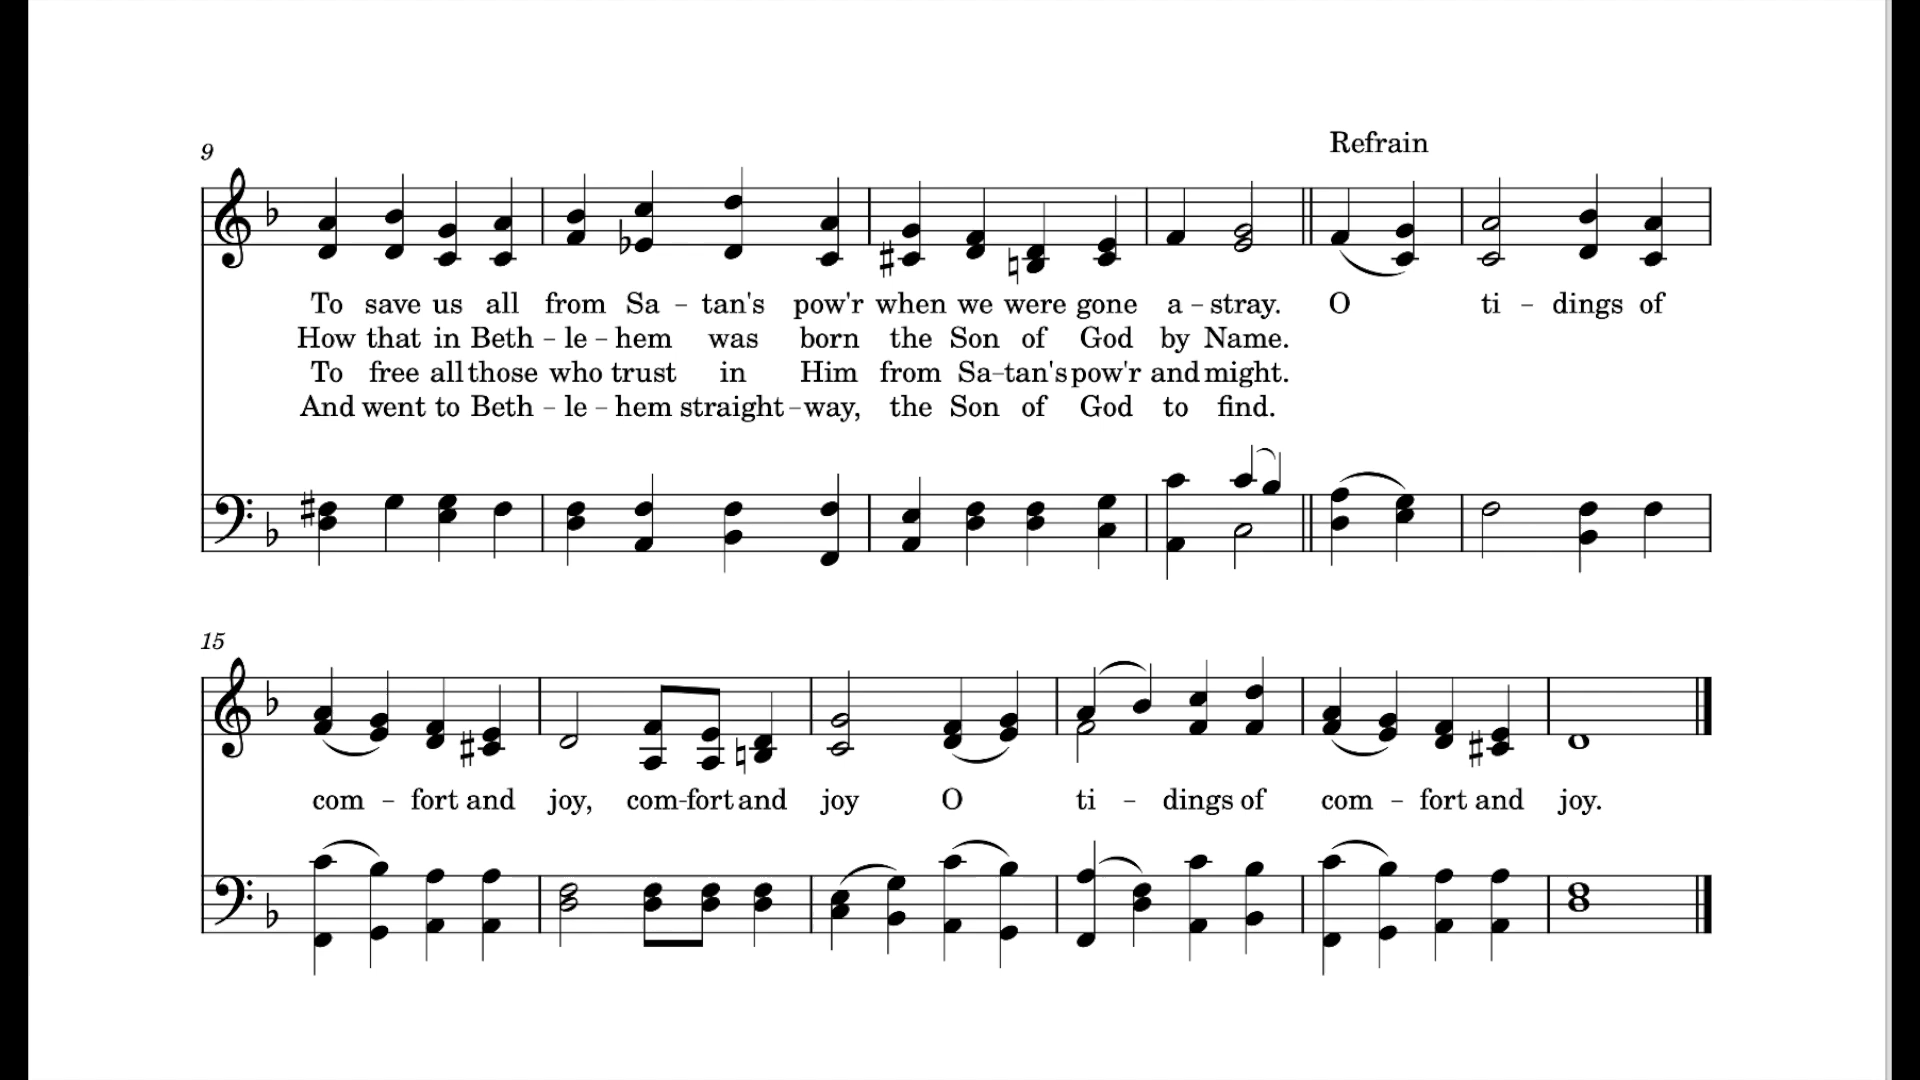 9
Refrain
To save us all from Sa – tan's pow'r when we were gone a – stray. O ti – dings of
How that in Beth – le – hem was born the Son of God by Name.
To free all those who trust in Him from Sa – tan's pow'r and might.
And went to Beth – le – hem straight – way, the Son of God to find.
15
com – fort and joy, com – fort and joy O ti – dings of com – fort and joy.